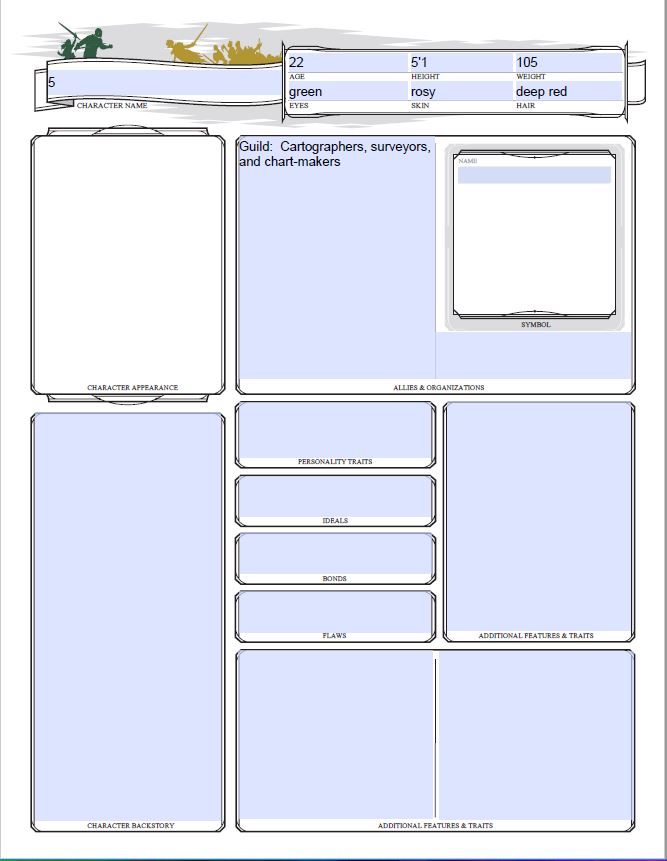 22 5'1 105
AGE HEIGHT WEIGHT
5
green rosy deep red
CHARACTER NAME
EYES SKIN HAIR
Guild:  Cartographers, surveyors,
and chart-makers
NAME
SYMBOL
CHARACTER APPEARANCE
ALLIES & ORGANIZATIONS
PERSONALITY TRAITS
IDEALS
BONDS
FLAWS
ADDITIONAL FEATURES & TRAITS
CHARACTER BACKSTORY
ADDITIONAL FEATURES & TRAITS